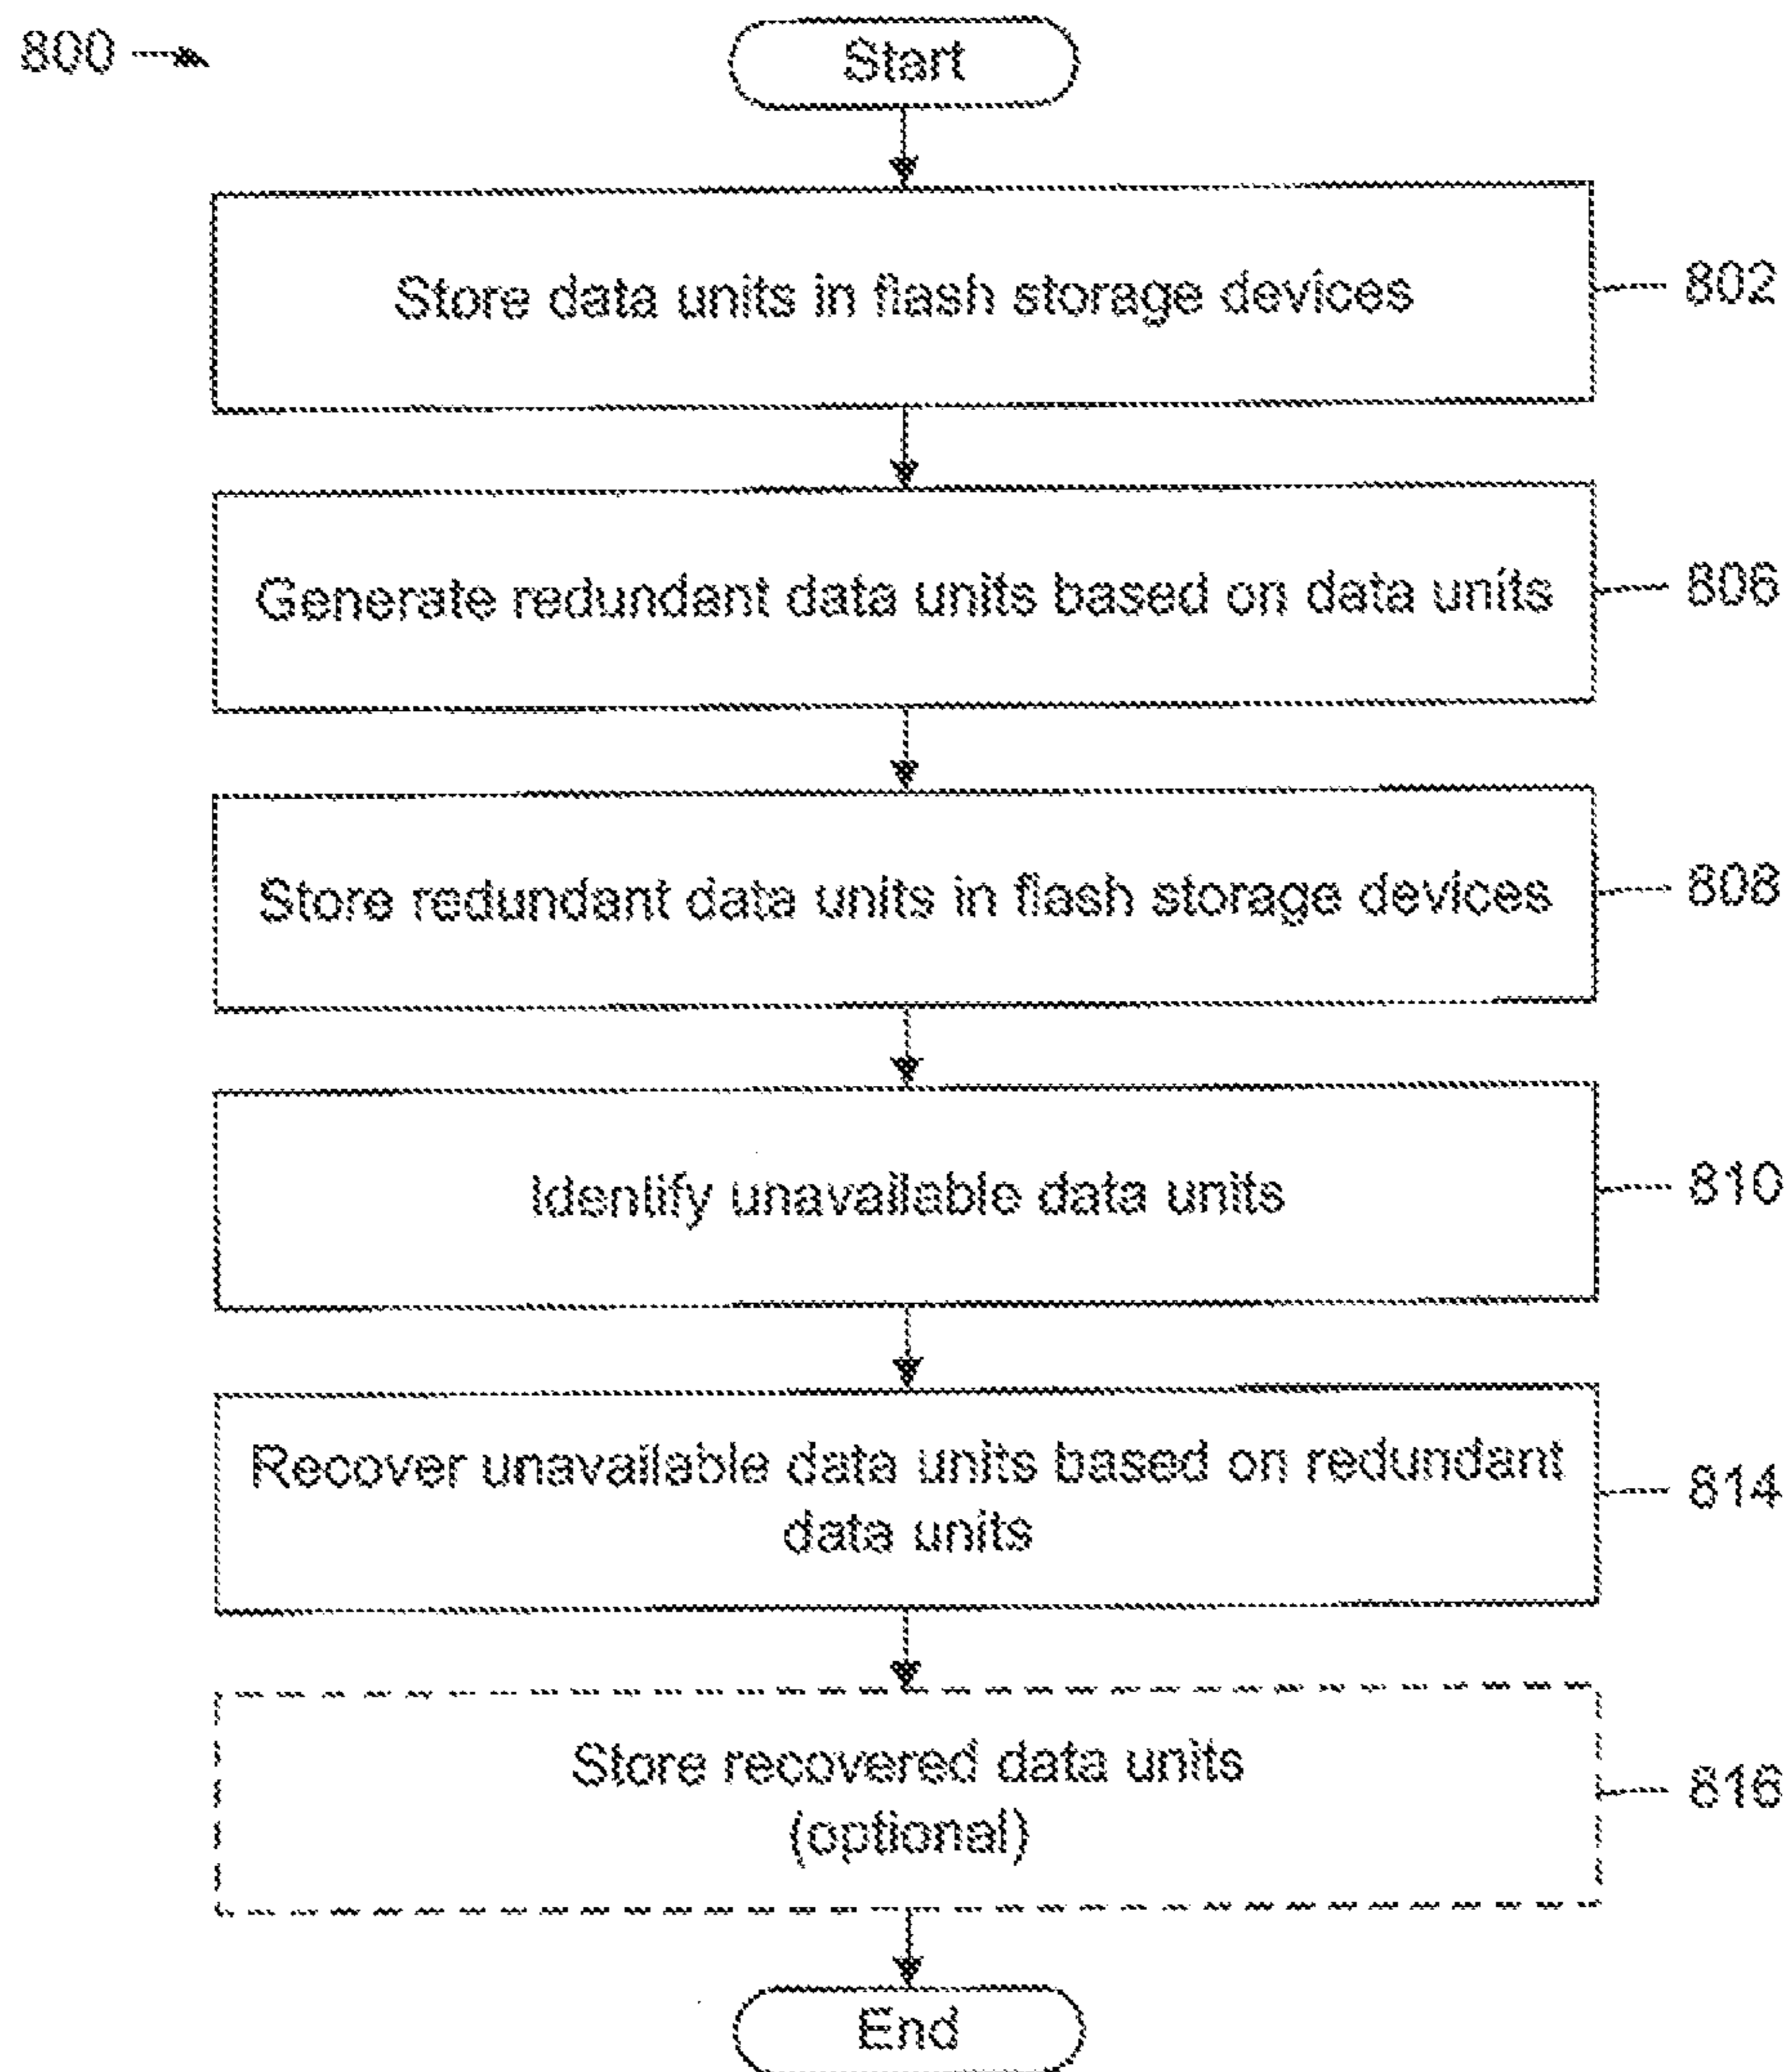 800
Start
Store data units in flash storage devices
802
Generate redundant data units based on data units
806
Store redundant data units in flash storage devices
808
Identify unavailable data units
810
Recover unavailable data units based on redundant
data units
814
Store recovered data units
(optional)
816
End